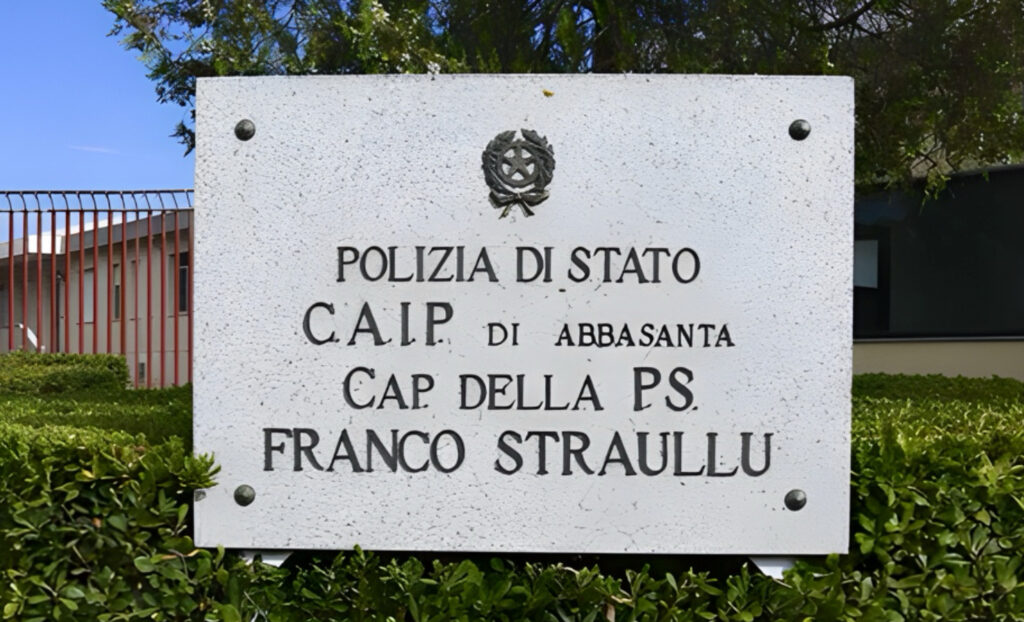 POLIZIA DI STATO
C.A.I.P. DI ABBASANTA
CAP. DELLA P.S.
FRANCO STRAULLU